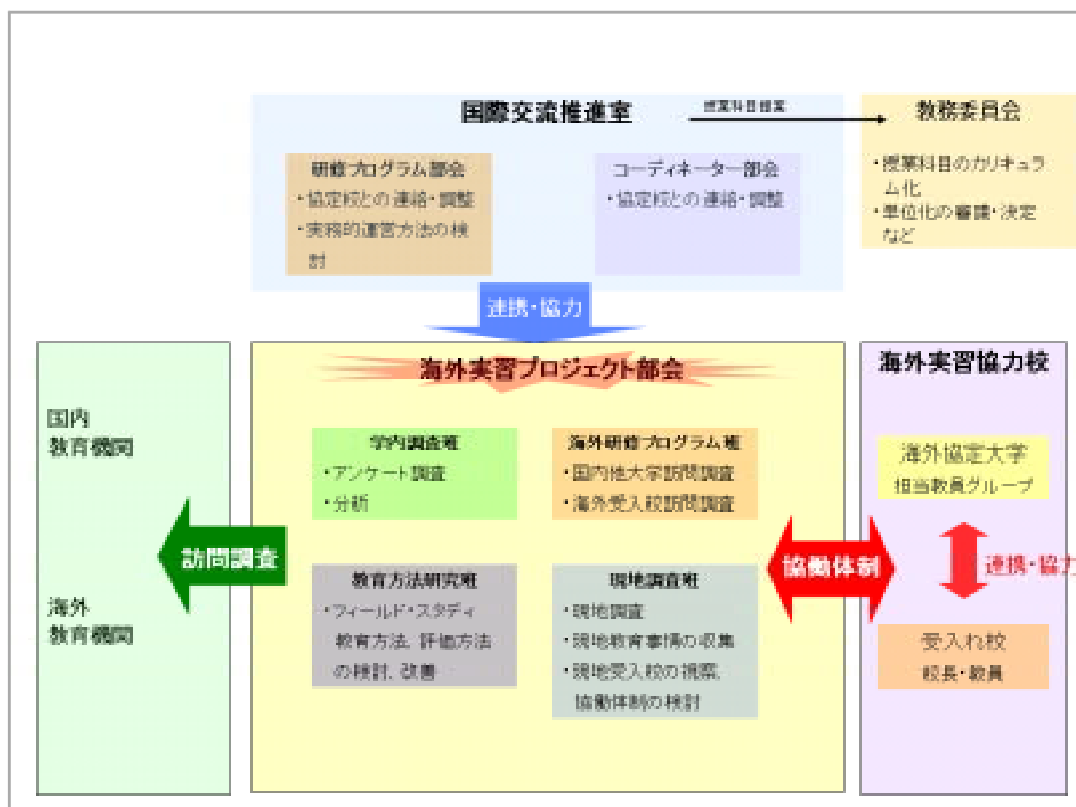 国際交流推進室
授業科目提案
教務委員会
・授業科目のカリキュラ
ム化
・単位化の審議・決定
など
研修プログラム部会
・協定校との連絡・調整
・実務的運営方法の検
討
コーディネーター部会
・協定校との連絡・調整
連携・協力
国内
教育機関
海外
教育機関
訪問調査
海外実習プロジェクト部会
学内調査班
・アンケート調査
・分析
海外研修プログラム班
・国内他大学訪問調査
・海外受入校訪問調査
教育方法研究班
・フィールド・スタディ
教育方法、評価方法
の検討、改善
現地調査班
・現地調査
・現地教育事情の収集
・現地受入校の視察、
協働体制の検討
協働体制
海外実習協力校
海外協定大学
担当教員グループ
連携・協力
受入れ校
校長・教員